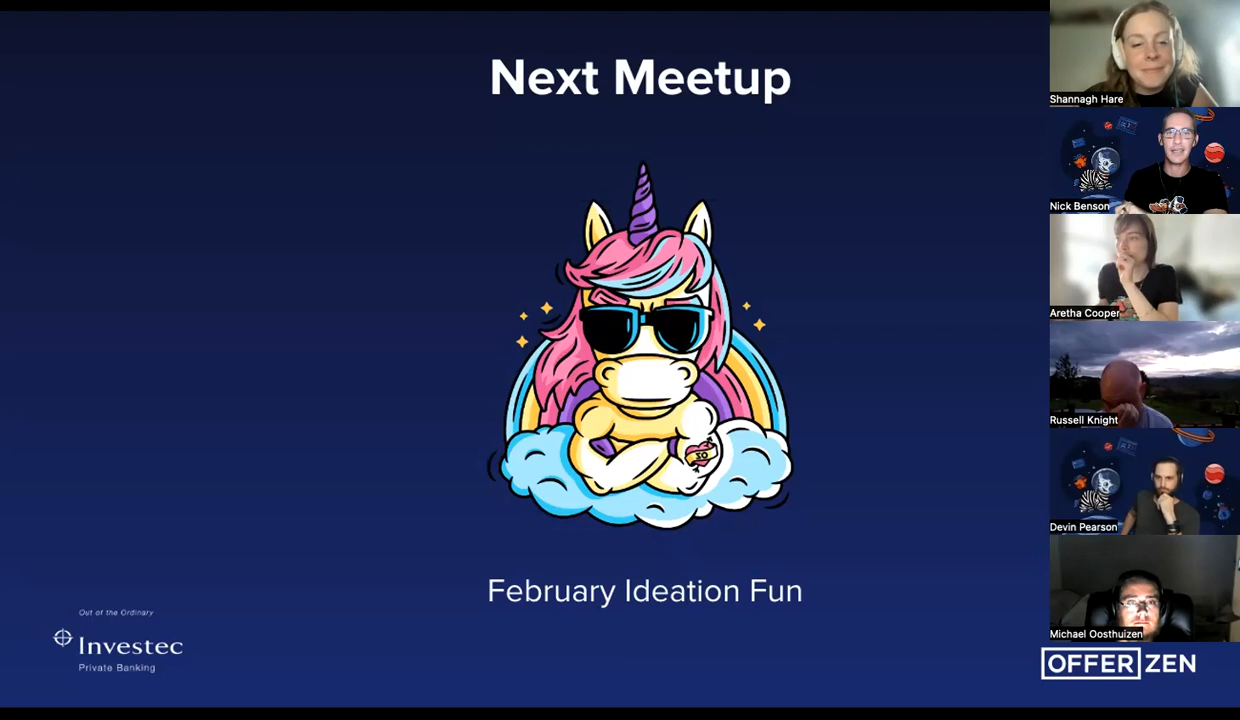 Next Meetup
SO
February Ideation Fun
Out of the Ordinary
Investec
Private Banking
Shannagh Hare
Nick Benson
Aretha Cooper
Russell Knight
Devin Pearson
Michael Oosthuizen
OFFERZEN